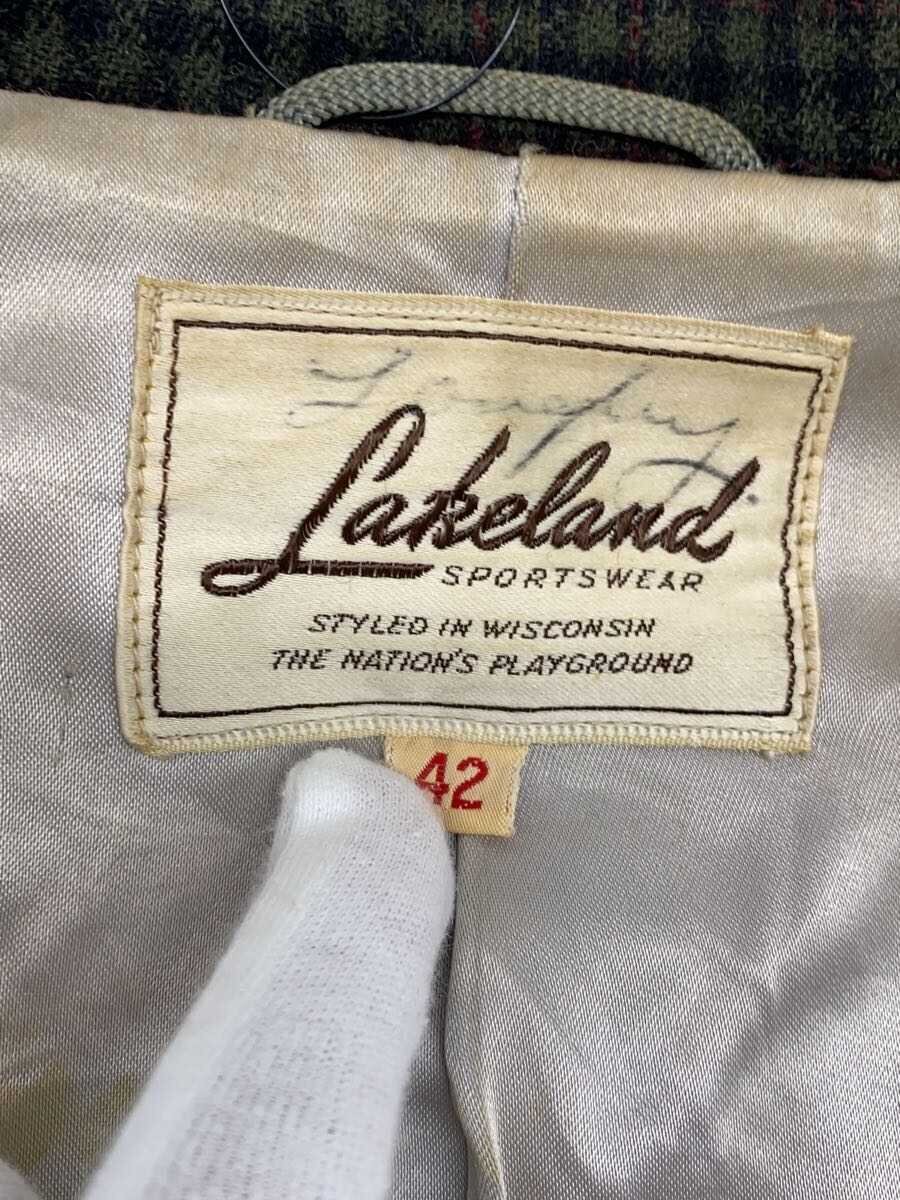 Lakeland
SPORTSWEAR
STYLED IN WISCONSIN
THE NATION'S PLAYGROUND
42